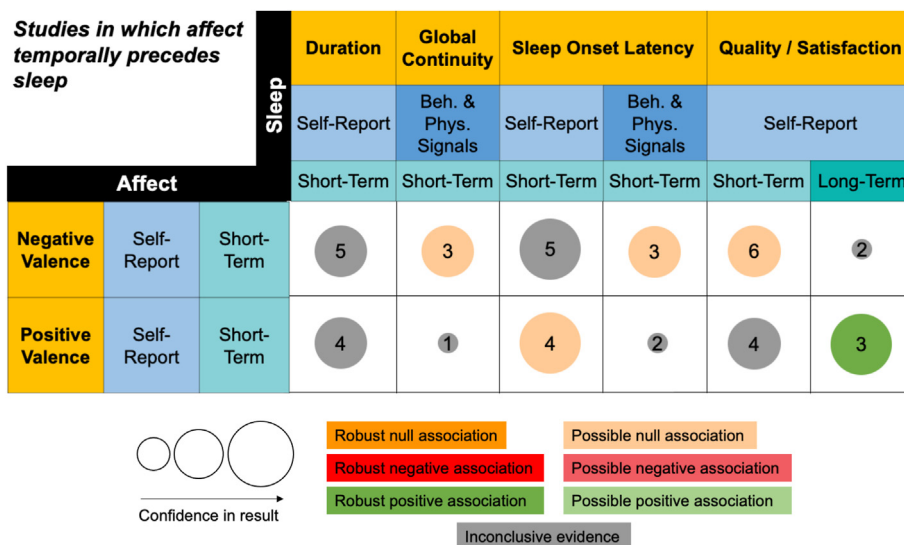 Studies in which affect
temporally precedes
sleep
Sleep
Duration
Global
Continuity
Sleep Onset Latency
Quality / Satisfaction
Self-Report
Beh. &
Phys.
Signals
Self-Report
Beh. &
Phys.
Signals
Self-Report
Affect
Short-Term
Short-Term
Short-Term
Short-Term
Short-Term
Long-Term
Negative
Valence
Self-
Report
Short-
Term
5
3
5
3
6
2
Positive
Valence
Self-
Report
Short-
Term
4
1
4
2
4
3
Confidence in result
Robust null association
Possible null association
Robust negative association
Possible negative association
Robust positive association
Possible positive association
Inconclusive evidence